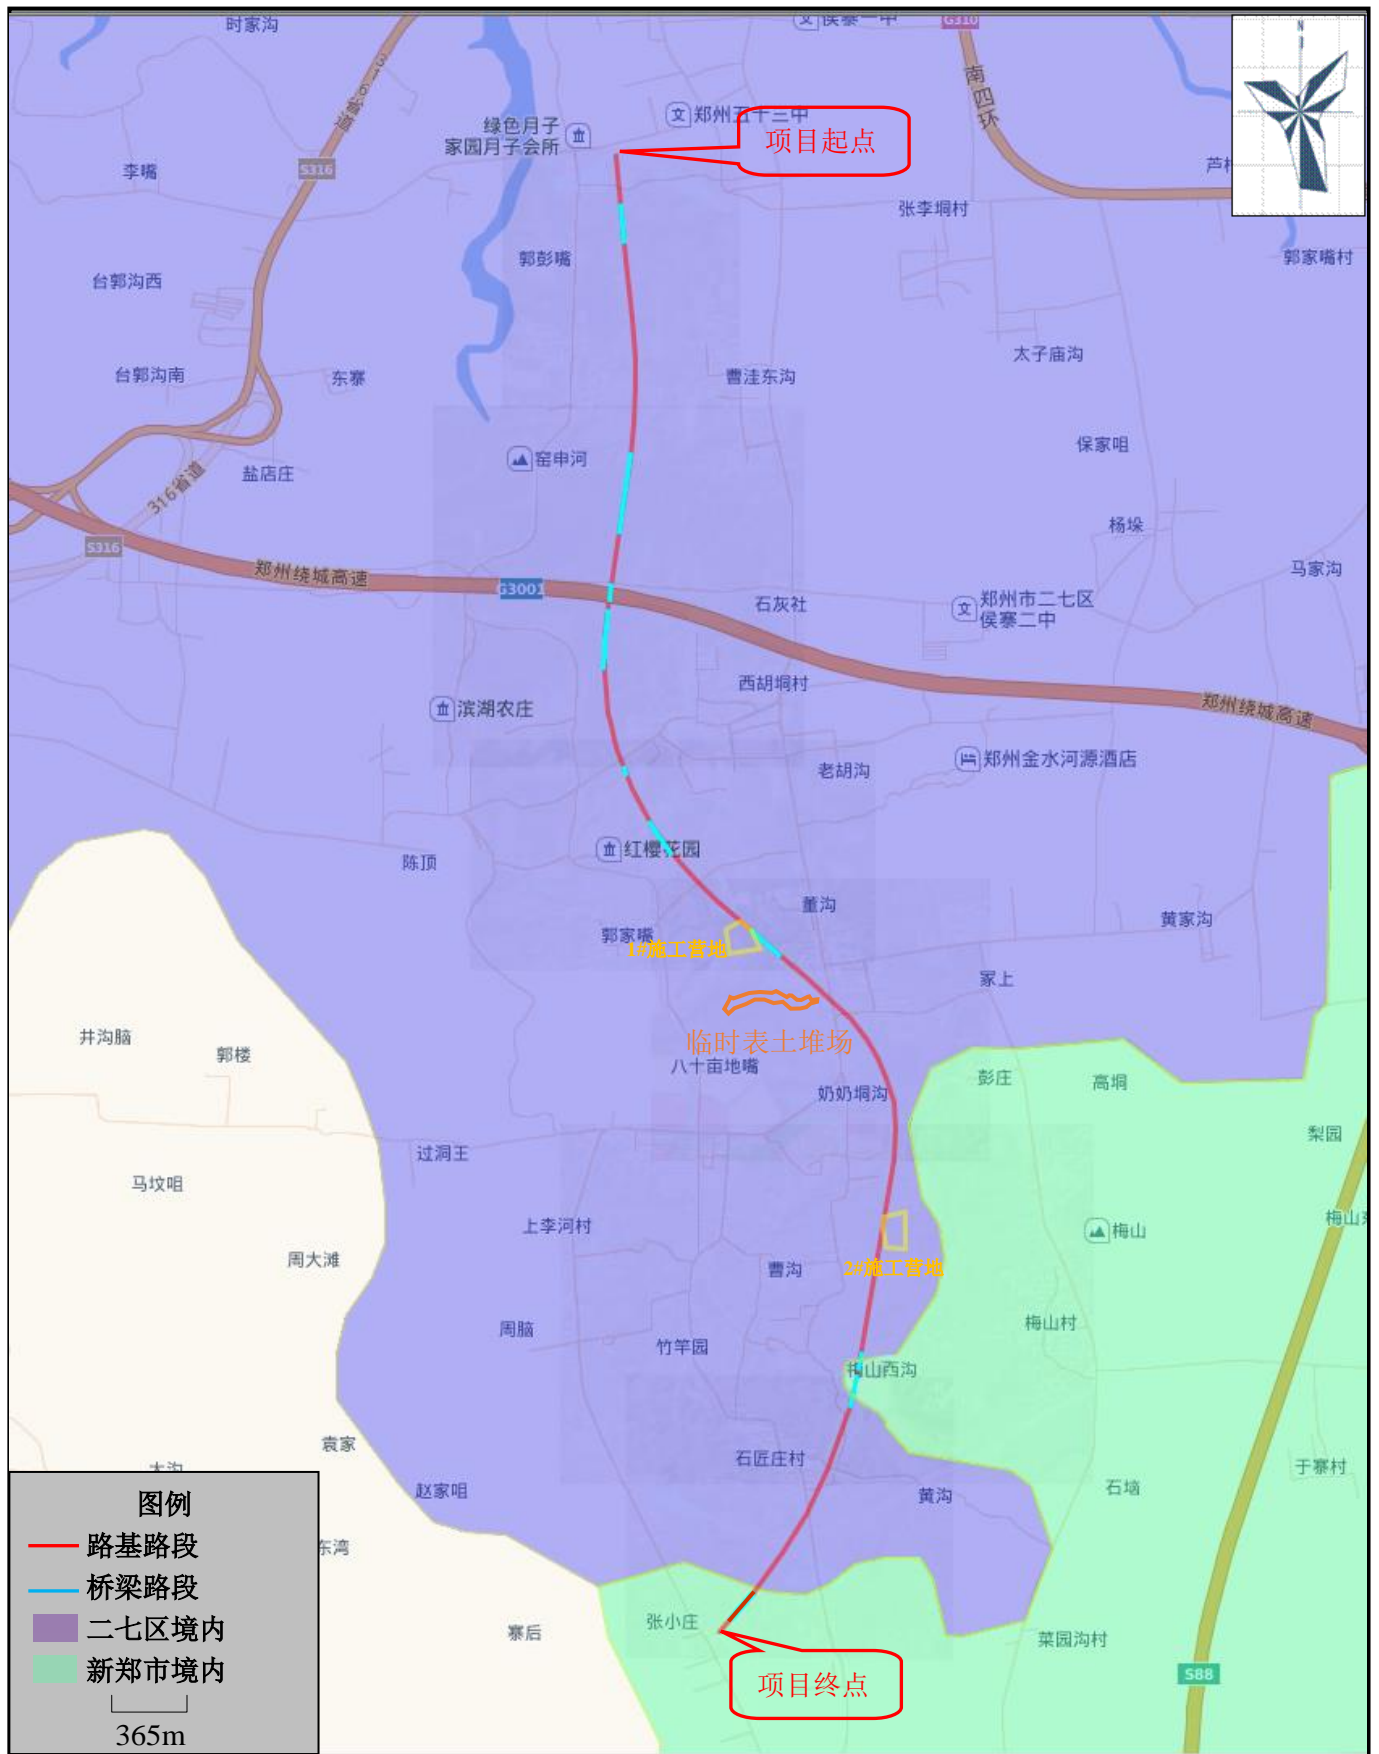 时家沟
侯寨一中
G310
316省道
南四环
N
绿色月子
家园月子会所
郑州五十三中
项目起点
李嘴
S316
张李垌村
郭彭嘴
郭家嘴村
台郭沟西
太子庙沟
台郭沟南
东寨
曹洼东沟
保家咀
窑申河
盐店庄
316省道
杨垛
S316
郑州绕城高速
G3001
马家沟
石灰社
郑州市二七区
侯寨二中
西胡垌村
滨湖农庄
郑州绕城高速
郑州金水河源酒店
老胡沟
陈顶
红樱花园
董沟
黄家沟
郭家嘴
1#施工营地
冢上
井沟脑
临时表土堆场
郭楼
八十亩地嘴
彭庄
高垌
奶奶垌沟
梨园
过洞王
马坟咀
上李河村
梅山
周大滩
曹沟
2#施工营地
梅山村
周脑
竹竿园
梅山西沟
袁家
石匠庄村
于寨村
赵家咀
黄沟
石垴
东湾
寨后
张小庄
菜园沟村
S88
项目终点
图例
路基路段
桥梁路段
二七区境内
新郑市境内
365m